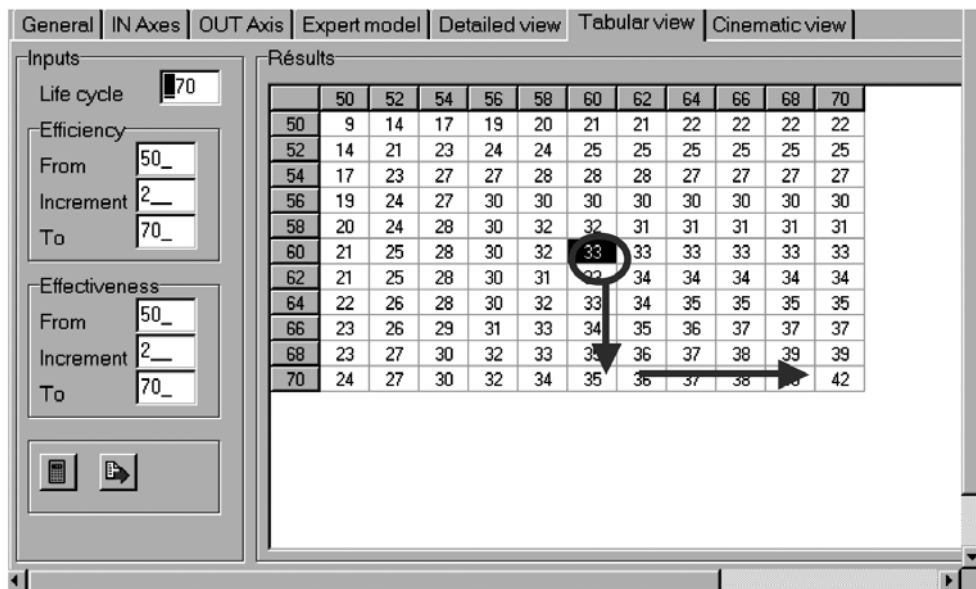 General IN Axes OUT Axis Expert model Detailed view Tabular view Cinematic view
Inputs
Life cycle 70
Efficiency
From 50_
Increment 2__
To 70_
Effectiveness
From 50_
Increment 2__
To 70_
Résults
50 52 54 56 58 60 62 64 66 68 70
50 9 14 17 19 20 21 21 22 22 22 22
52 14 21 23 24 24 25 25 25 25 25 25
54 17 23 27 27 28 28 28 27 27 27 27
56 19 24 27 30 30 30 30 30 30 30 30
58 20 24 28 30 32 32 31 31 31 31 31
60 21 25 28 30 32 33 33 33 33 33 33
62 21 25 28 30 31 34 34 34 34 34
64 22 26 28 30 32 33 34 35 35 35 35
66 23 26 29 31 33 34 35 36 37 37 37
68 23 27 30 32 33 35 36 37 38 39 39
70 24 27 30 32 34 35 36 37 38 42